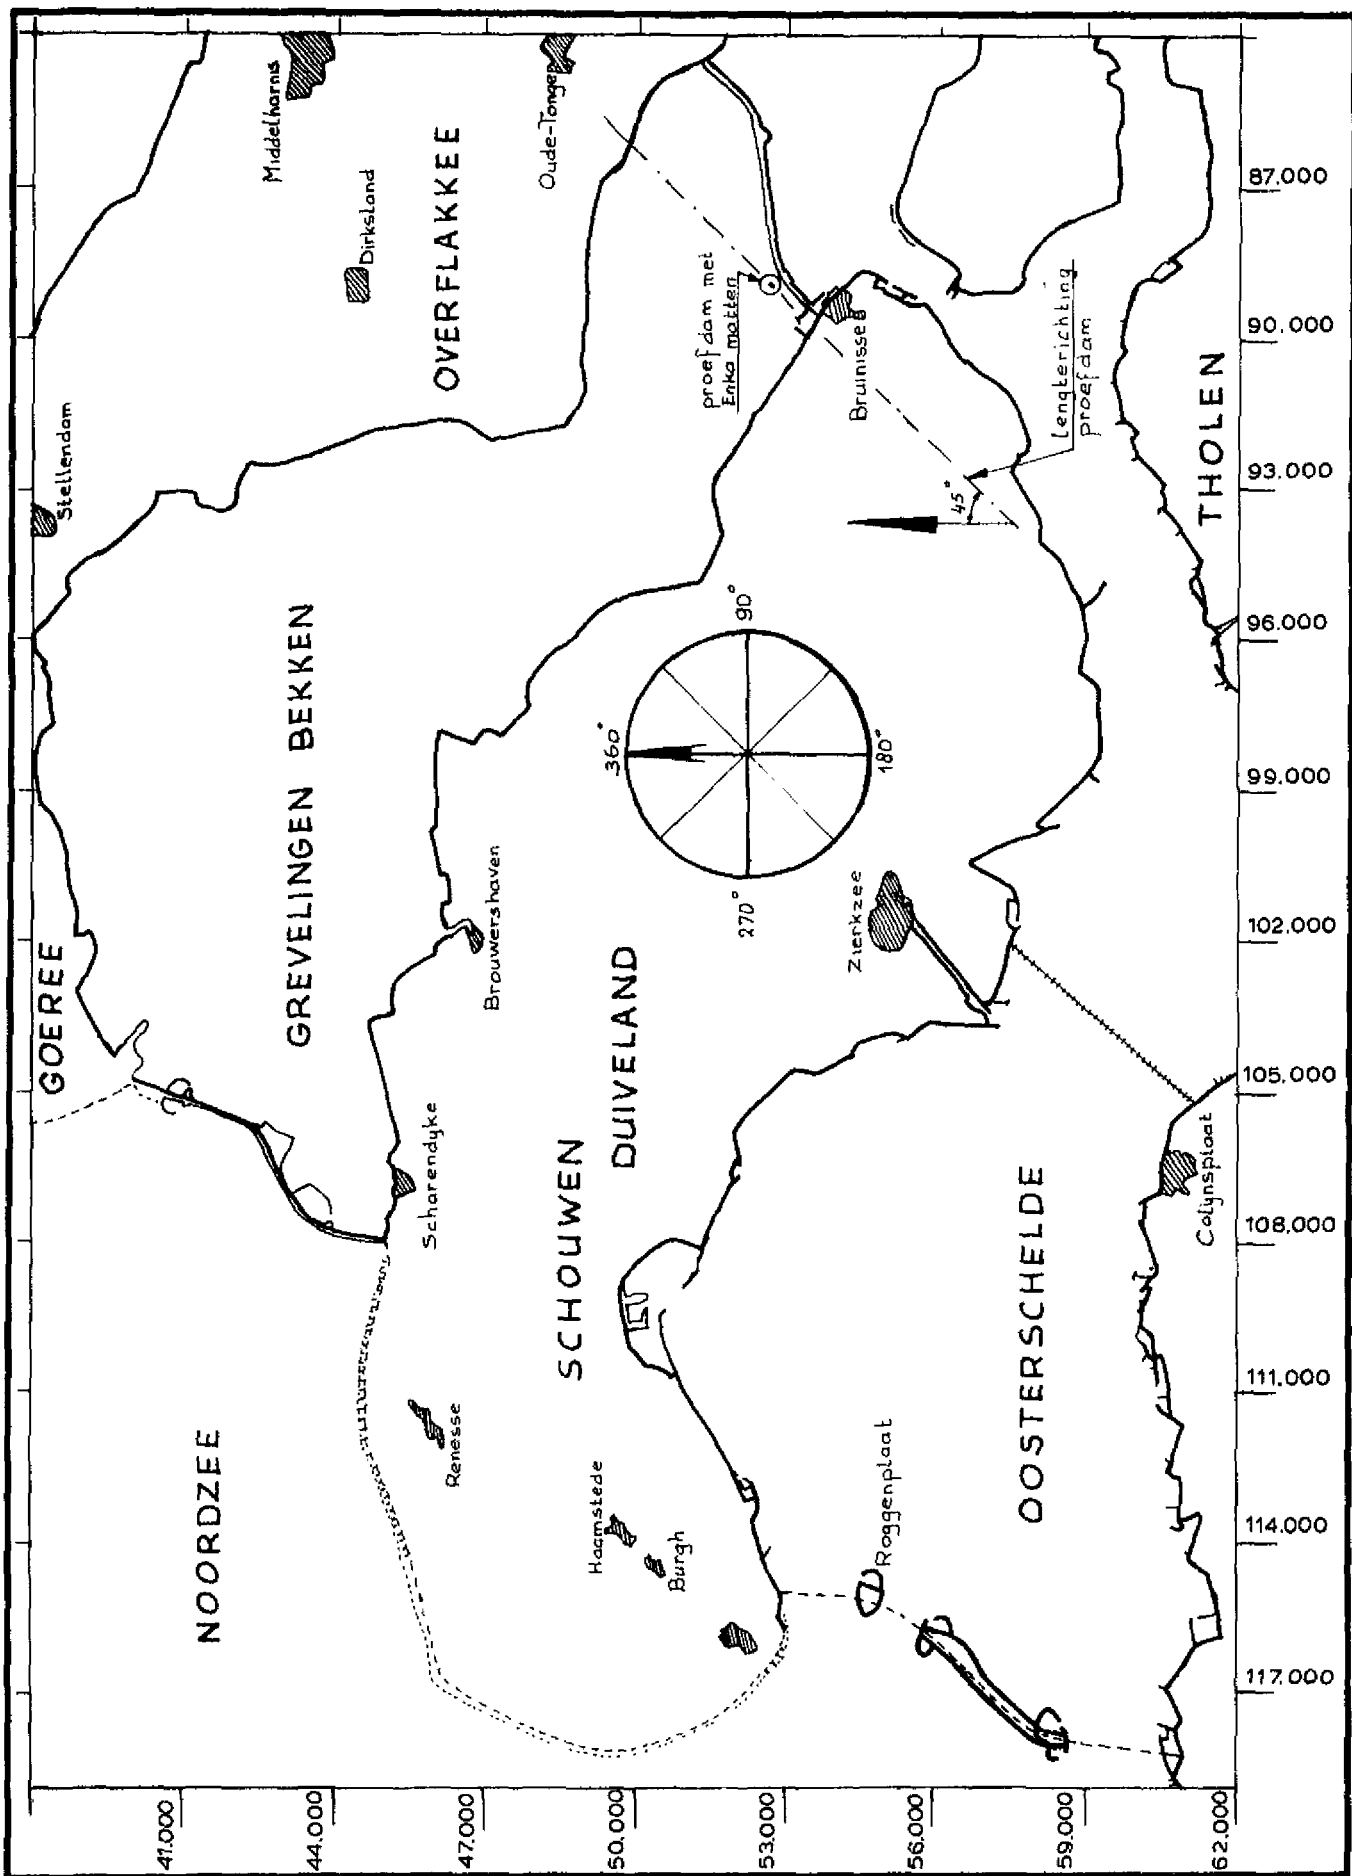 Middelharnis
Oude-Tonge
Dirksland
OVERFLAKKEE
Stellendam
proefdam met
Enka matten
Bruinisse
lengterichting
proefdam
45°
THOLEN
GREVELINGEN BEKKEN
GOEREE
360°
90°
180°
270°
Brouwershaven
Zierkzee
DUIVELAND
SCHOUWEN
Scharendyke
Colynsplaat
OOSTERSCHELDE
NOORDZEE
Renesse
Haamstede
Burgh
Roggenplaat
87.000
90.000
93.000
96.000
99.000
102.000
105.000
108.000
111.000
114.000
117.000
41.000
44.000
47.000
50.000
53.000
56.000
59.000
62.000